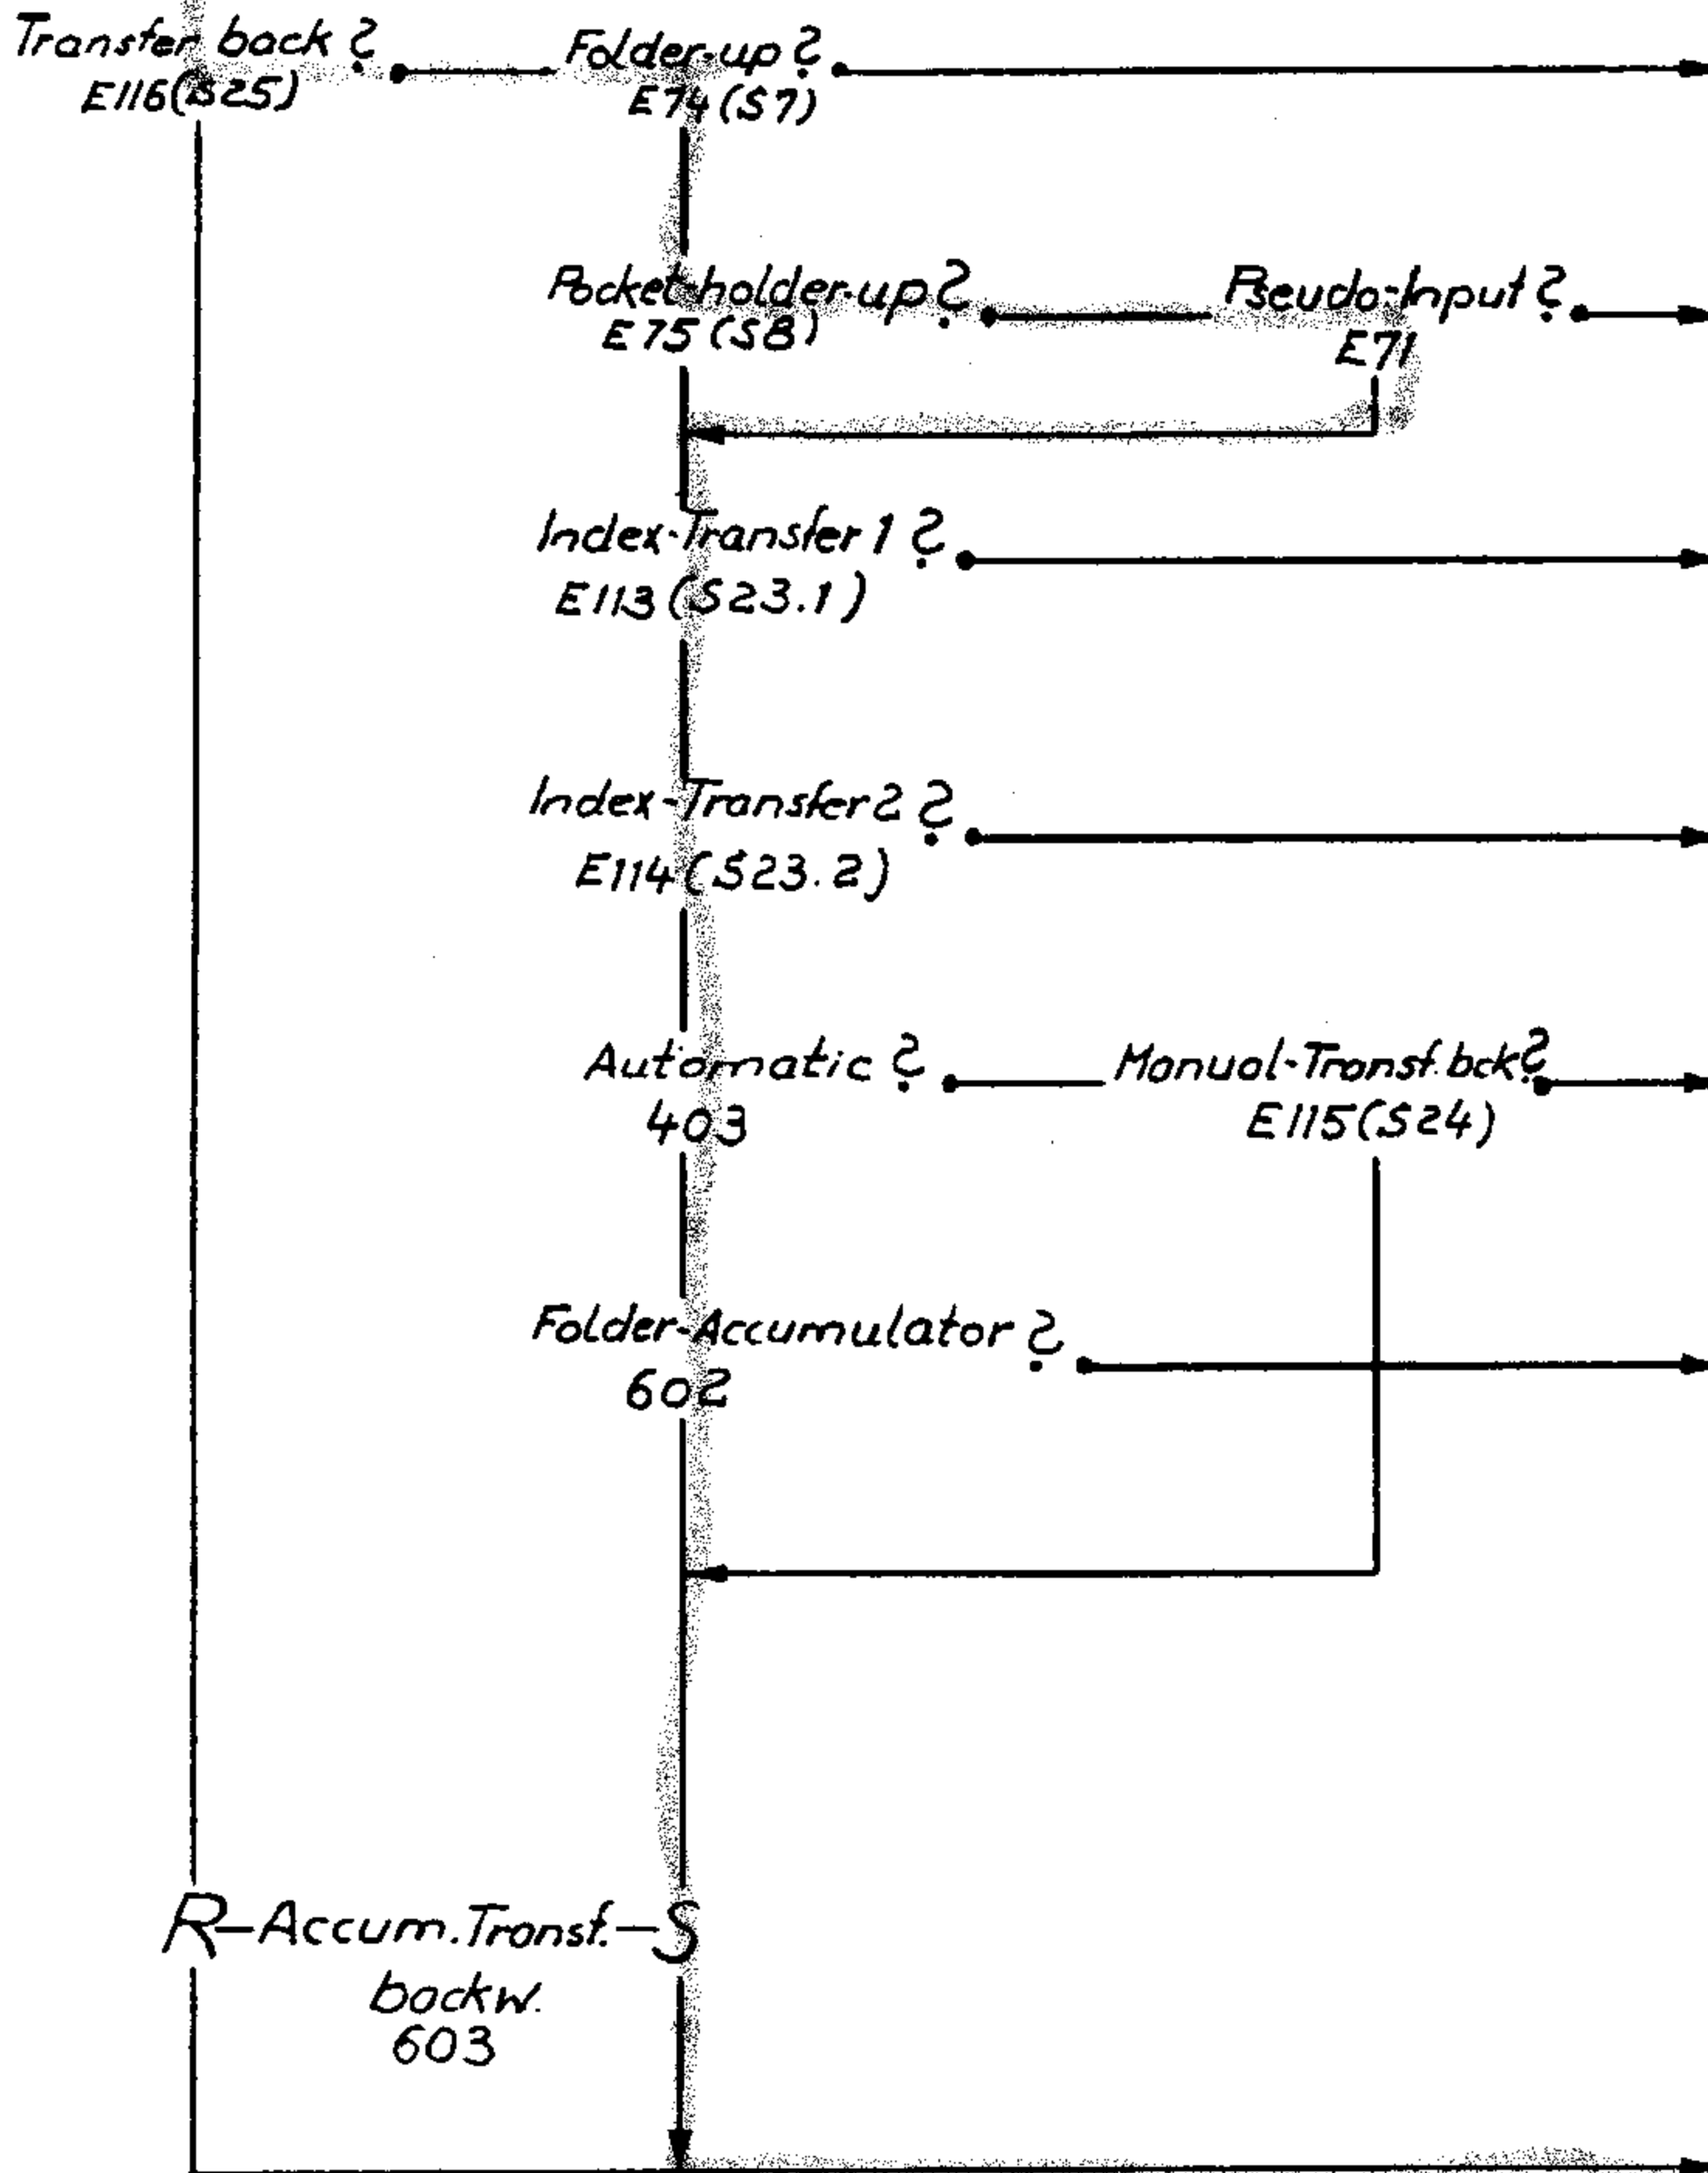 Transfer back ?
E116(S25)
Folder-up ?
E74(S7)
Pocket-holder-up ?
E75(S8)
Pseudo-Input ?
E71
Index-Transfer 1 ?
E113(S23.1)
Index-Transfer 2 ?
E114(S23.2)
Automatic ?
403
Manual-Transf. bck ?
E115(S24)
Folder-Accumulator ?
602
R-Accum.Transf.-S
backw.
603